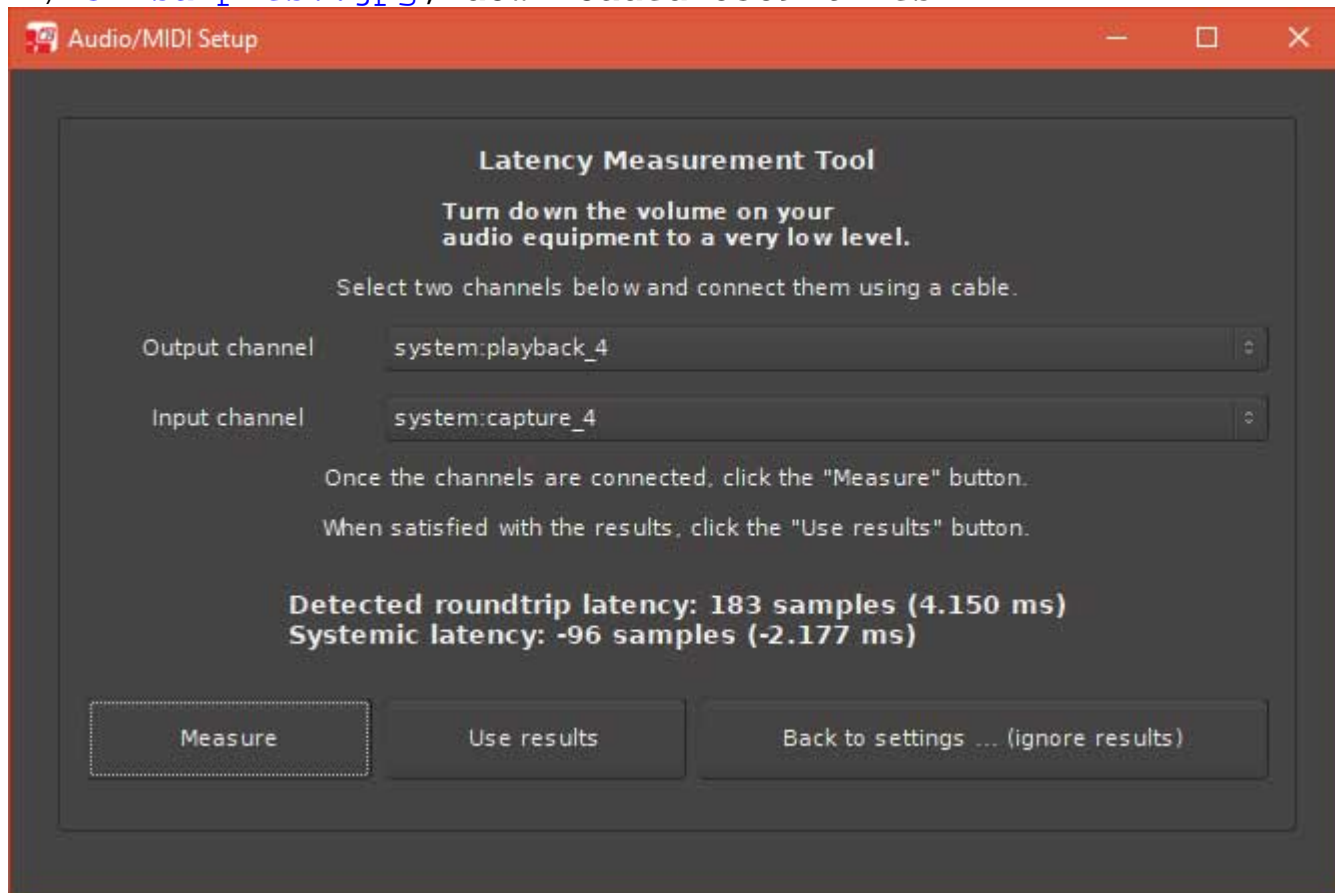 Audio/MIDI Setup
Latency Measurement Tool
Turn down the volume on your
audio equipment to a very low level.
Select two channels below and connect them using a cable.
Output channel system:playback_4
Input channel system:capture_4
Once the channels are connected, click the "Measure" button.
When satisfied with the results, click the "Use results" button.
Detected roundtrip latency: 183 samples (4.150 ms)
Systemic latency: -96 samples (-2.177 ms)
Measure Use results Back to settings ... (ignore results)